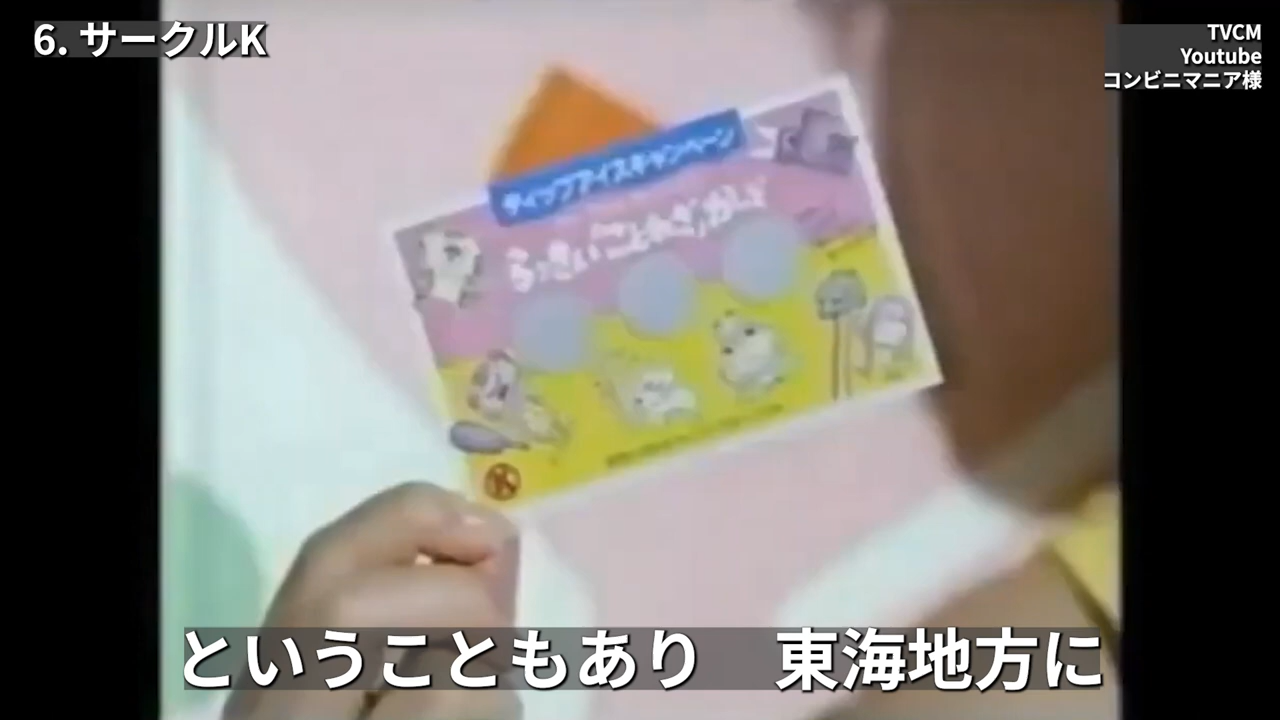 6. サークルK
TVCM
Youtube
コンビニマニア様
ディップアイスキャンペーン
K
ということもあり 東海地方に